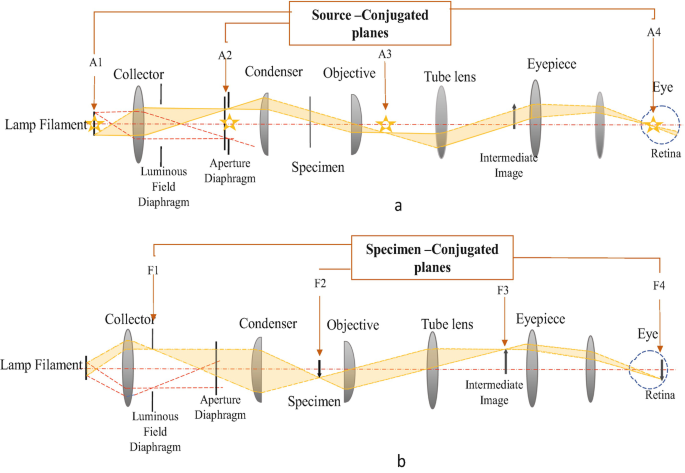 Source –Conjugated
planes
A1
A2
A3
A4
Collector
Condenser
Objective
Tube lens
Eyepiece
Eye
Lamp Filament
Luminous
Field
Diaphragm
Aperture
Diaphragm
Specimen
Intermediate
Image
Retina
a
Specimen –Conjugated
planes
F1
F2
F3
F4
Collector
Condenser
Objective
Tube lens
Eyepiece
Eye
Lamp Filament
Luminous
Field
Diaphragm
Aperture
Diaphragm
Specimen
Intermediate
Image
Retina
b